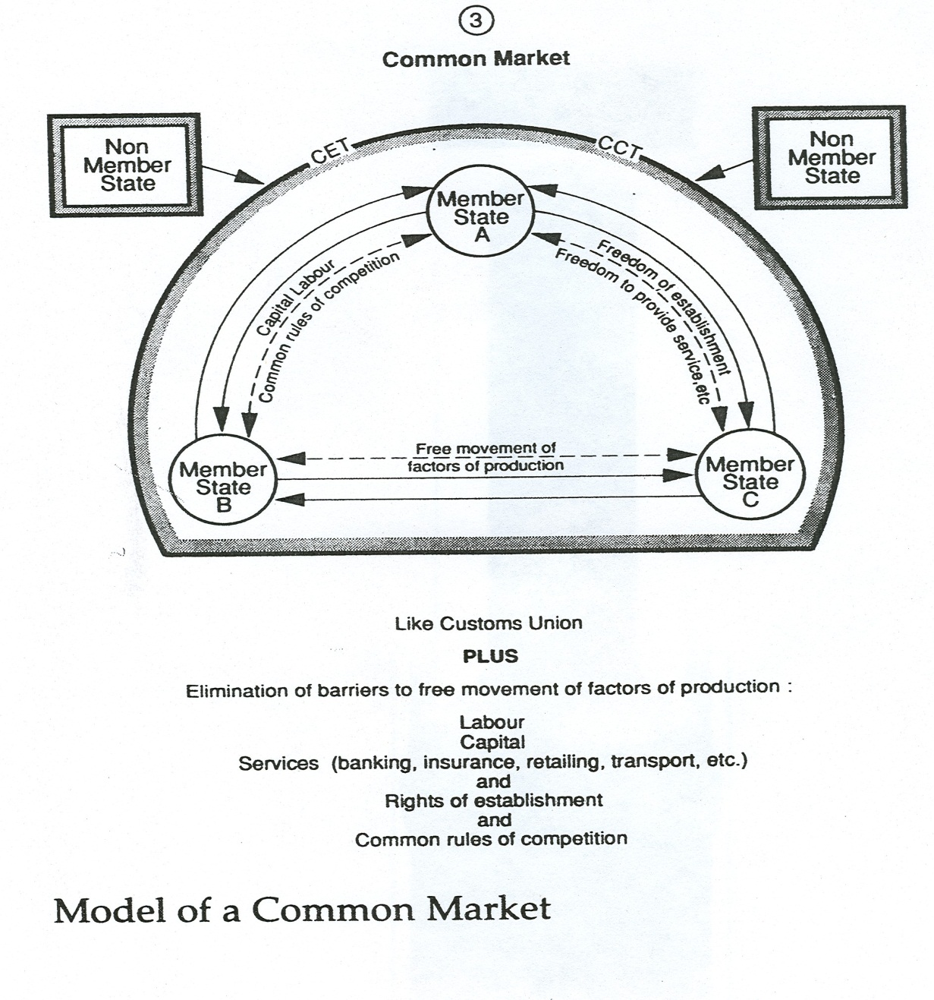 3
Common Market
Non
Member
State
CET
CCT
Non
Member
State
Member
State
A
Capital Labour
Common rules of competition
Freedom of establishment
Freedom to provide service,etc
Member
State
B
Free movement of
factors of production
Member
State
C
Like Customs Union
PLUS
Elimination of barriers to free movement of factors of production :
Labour
Capital
Services (banking, insurance, retailing, transport, etc.)
and
Rights of establishment
and
Common rules of competition
Model of a Common Market